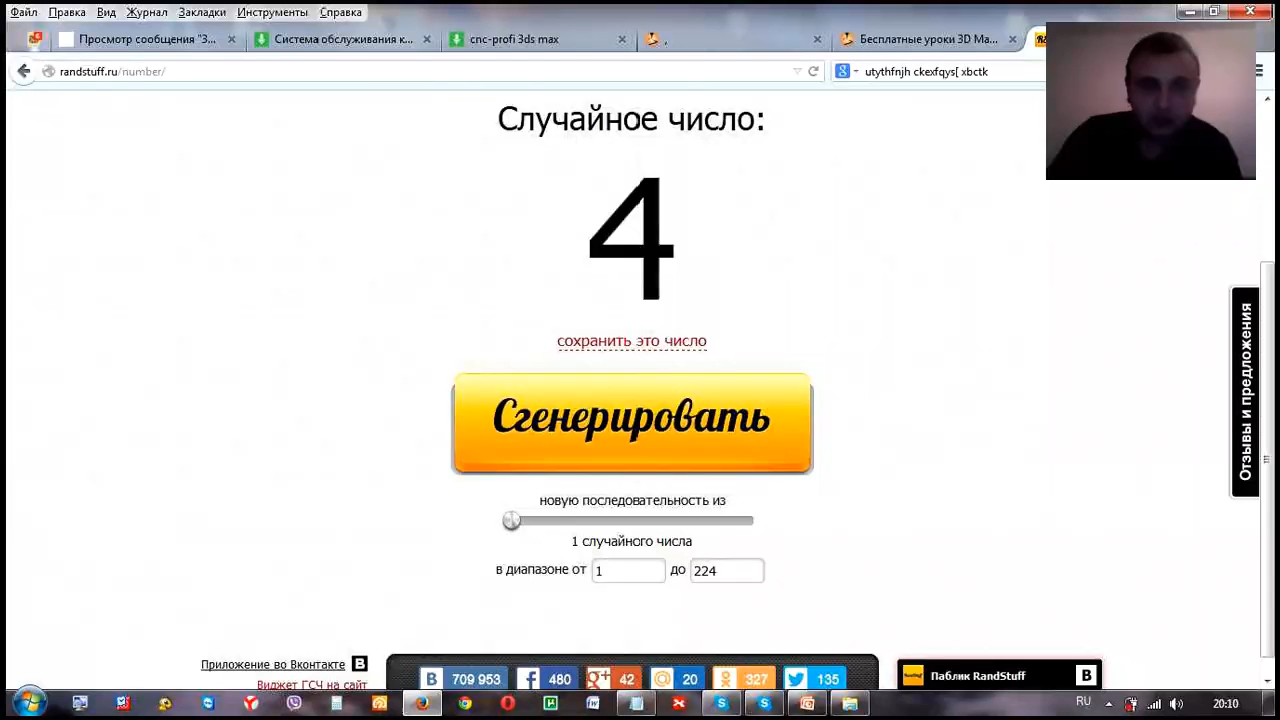 Файл Правка Вид Журнал Закладки Инструменты Справка
Просмотр сообщения "З... Система обслуживания к... cnc-profi 3ds max , Бесплатные уроки 3D Ma...
randstuff.ru/number/ utythfnjh ckexfqys[ xbctk
Случайное число:
4
сохранить это число
Сгенерировать
новую последовательность из
1 случайного числа
в диапазоне от 1 до 224
Отзывы и предложения
Приложение во Вконтакте
Виджет ГСЧ на сайт
709 953 480 42 20 327 135
Паблик RandStuff
RU 20:10